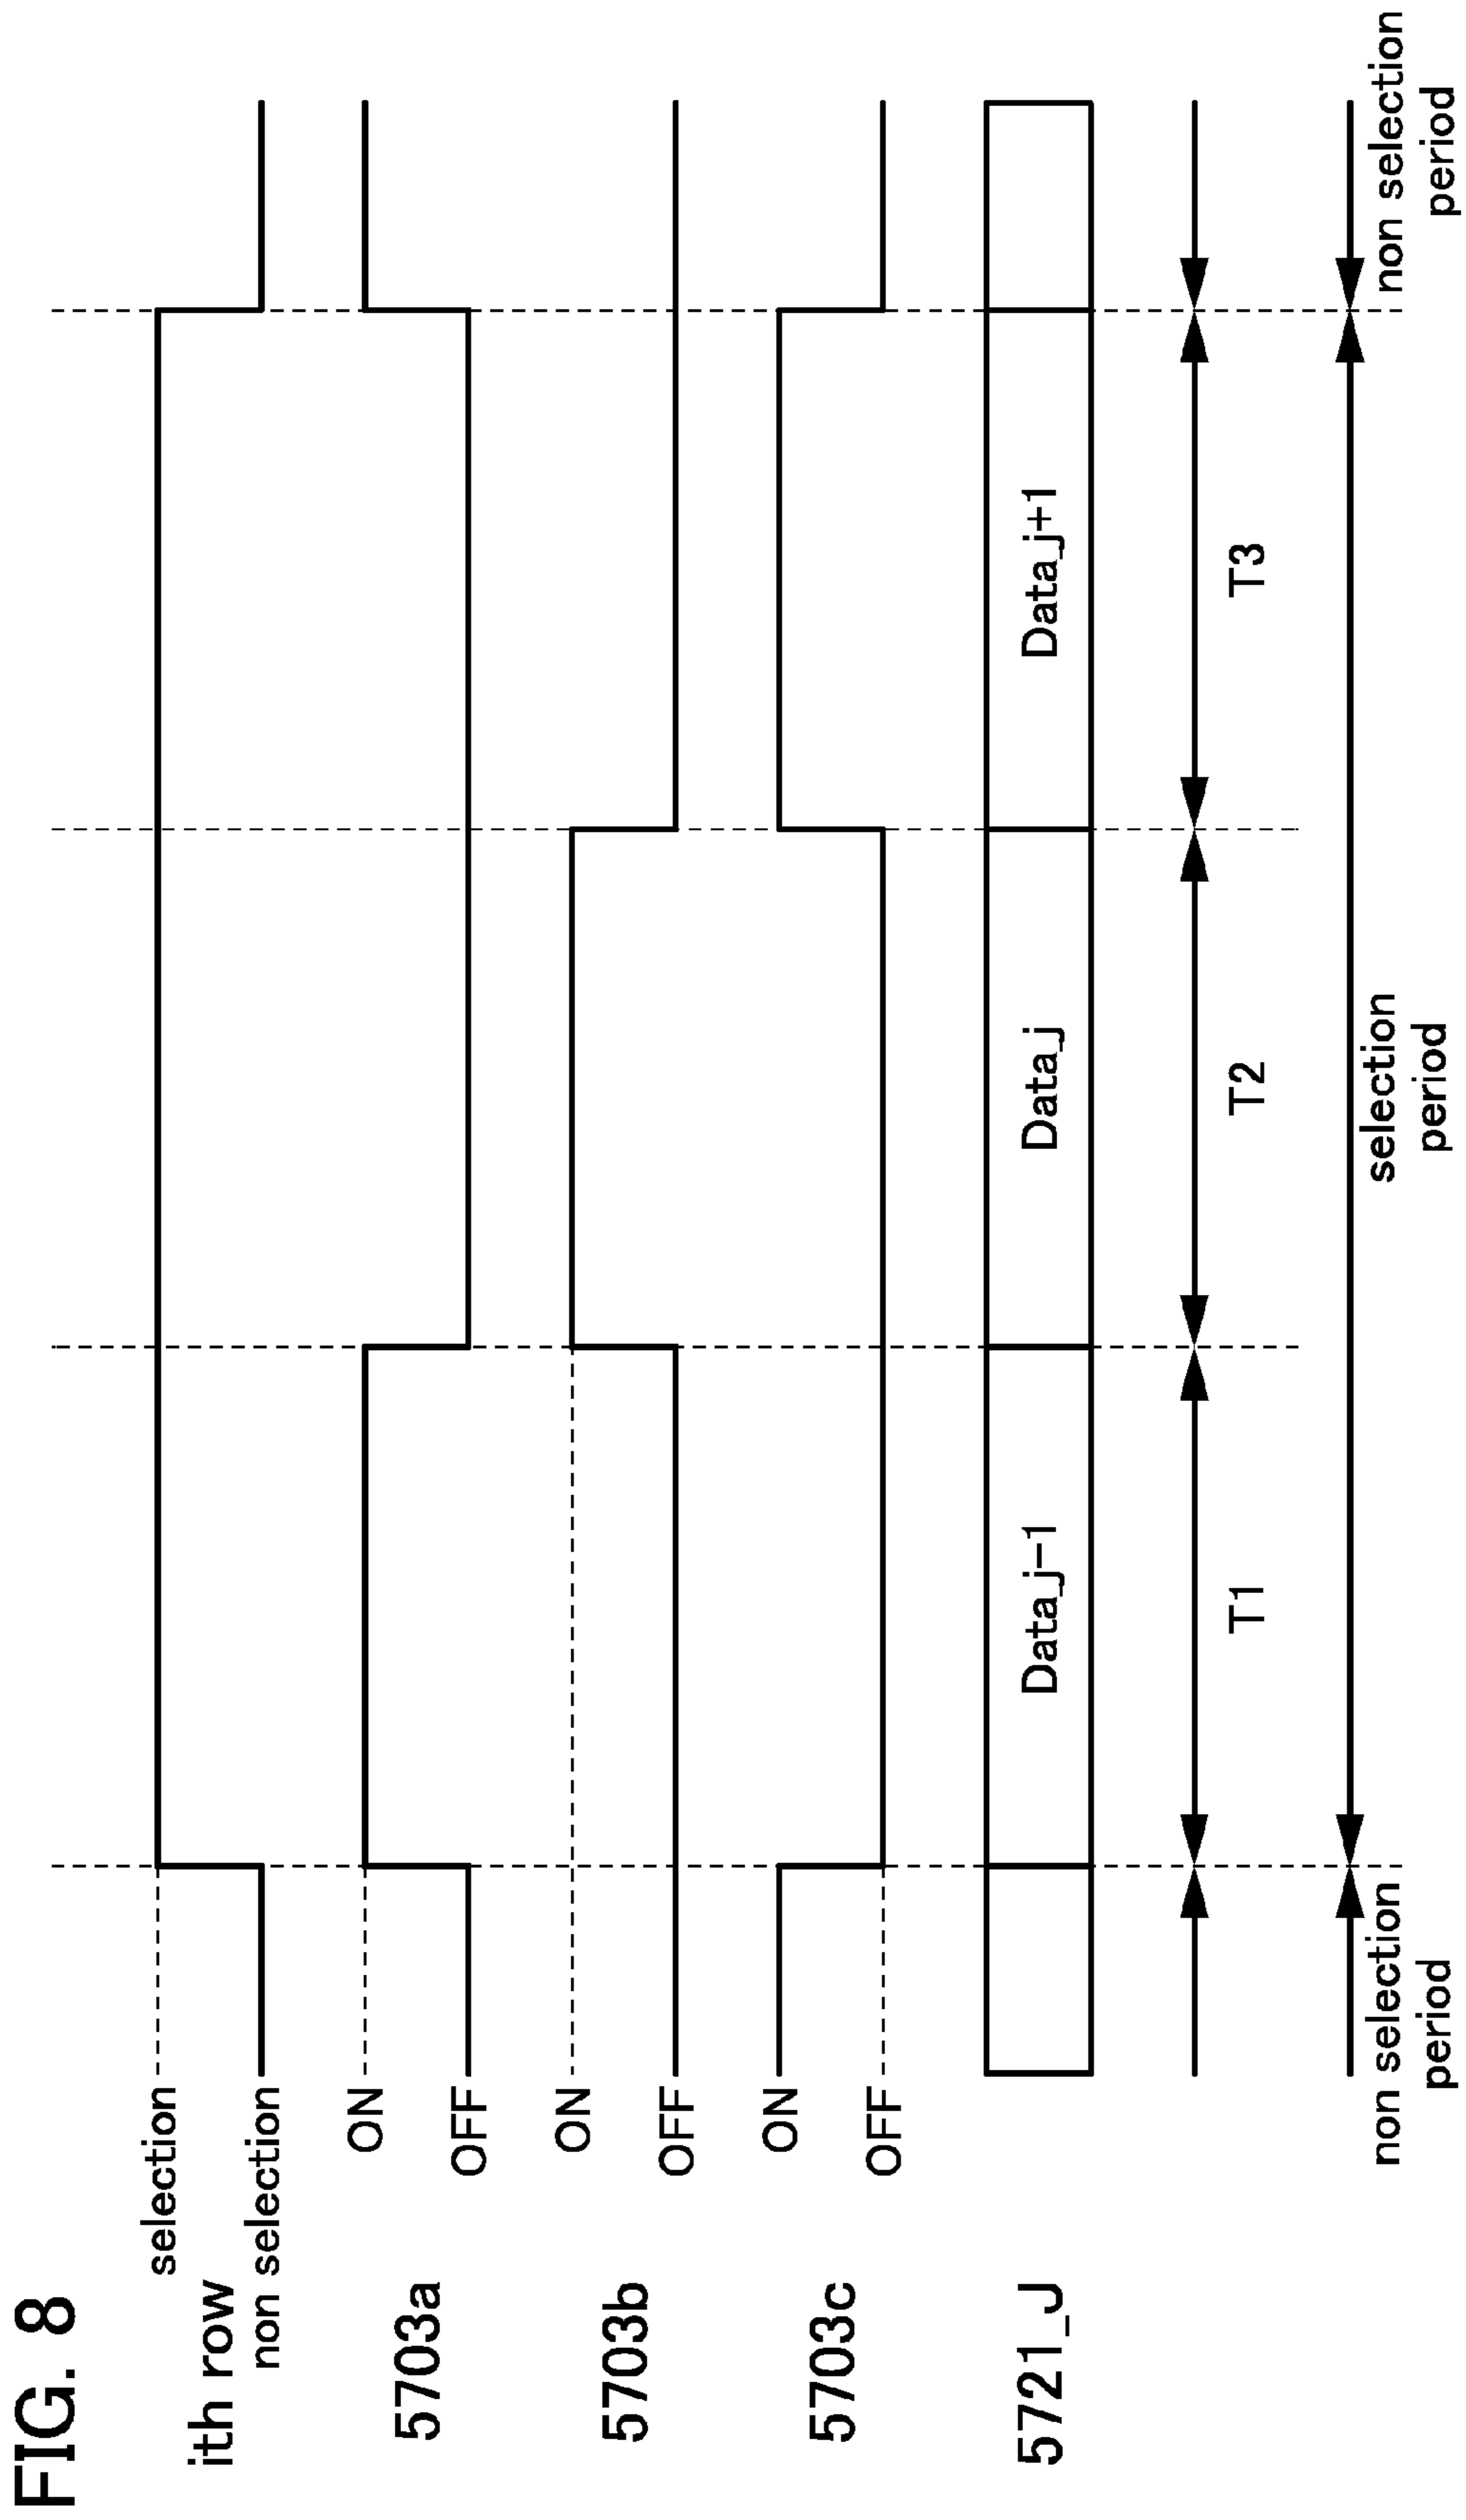 FIG. 8
selection
ith row
non selection
ON
5703a
OFF
ON
5703b
OFF
ON
5703c
OFF
5721_J
Data_j-1
Data_j
Data_j+1
T1
T2
T3
non selection
period
selection
period
non selection
period